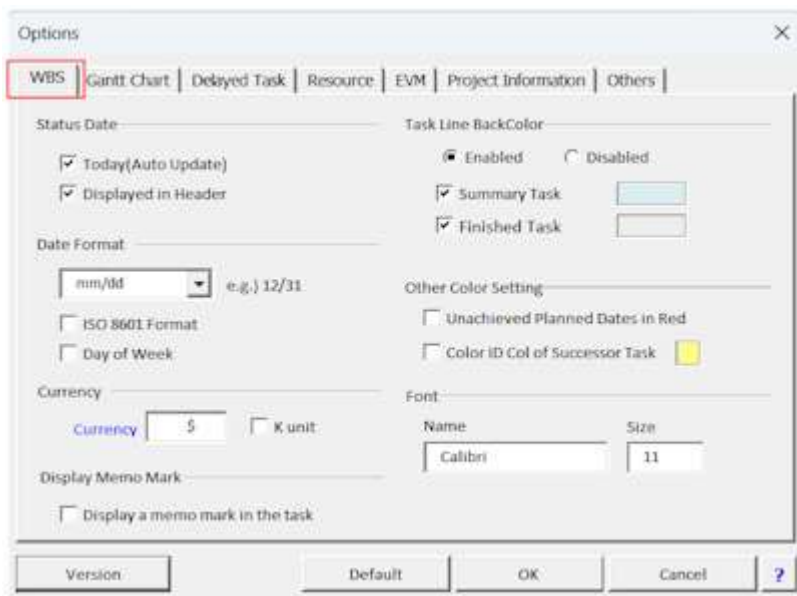 Options
WBS Gantt Chart Delayed Task Resource EVM Project Information Others
Status Date
Today(Auto Update)
Displayed in Header
Date Format
mm/dd e.g.) 12/31
ISO 8601 Format
Day of Week
Currency
Currency $ K unit
Display Memo Mark
Display a memo mark in the task
Task Line BackColor
Enabled Disabled
Summary Task
Finished Task
Other Color Setting
Unachieved Planned Dates in Red
Color ID Col of Successor Task
Font
Name Size
Calibri 11
Version Default OK Cancel ?